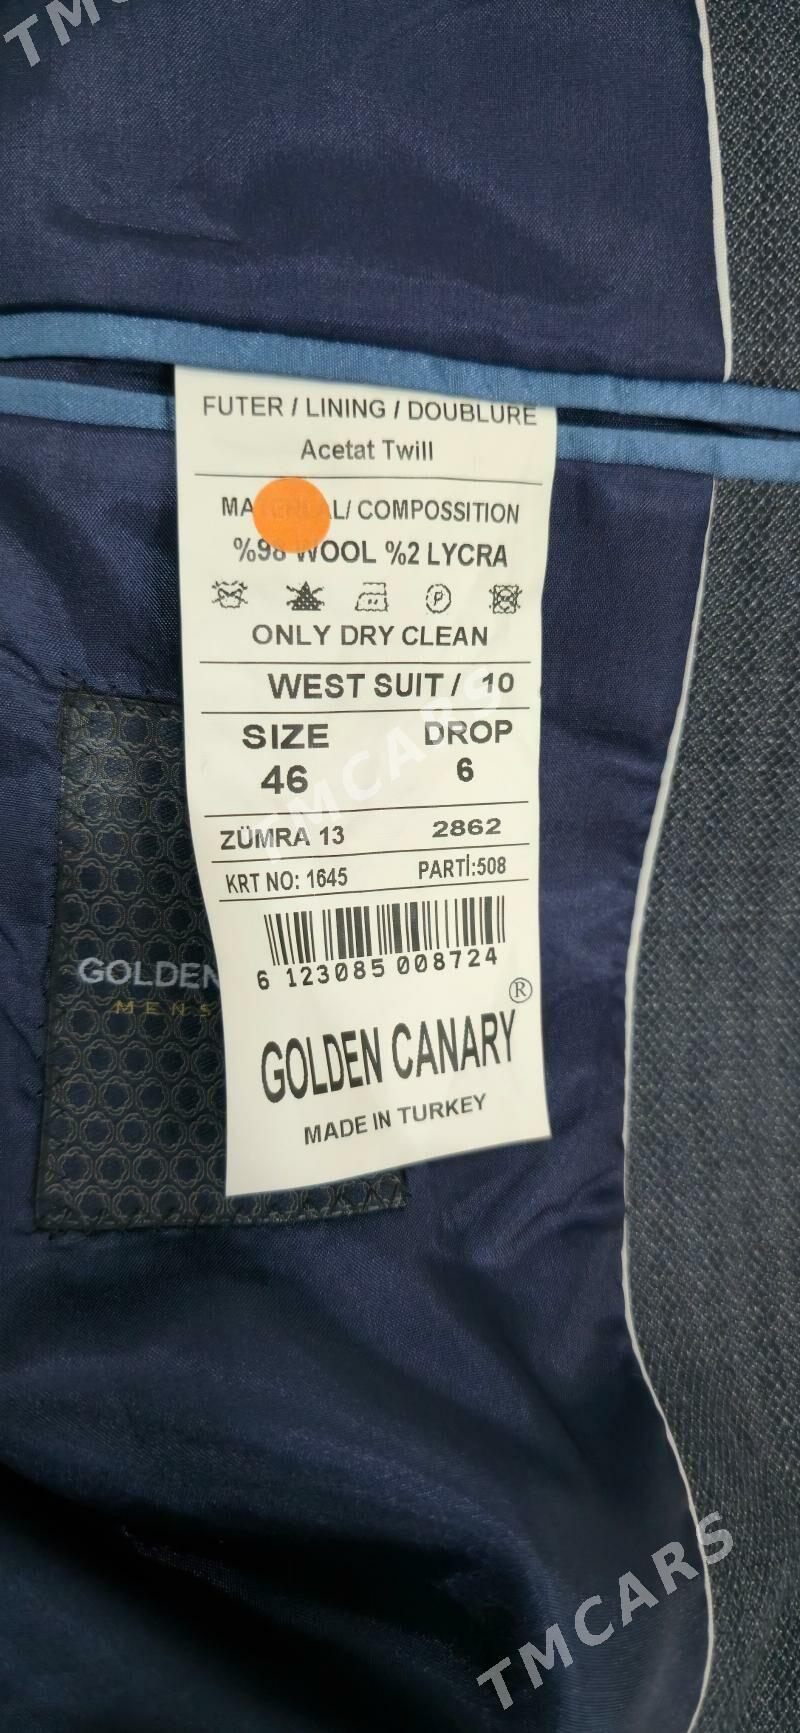 FUTER / LINING / DOUBLURE
Acetat Twill
L/ COMPOSSITION
%98 WOOL %2 LYCRA
P
ONLY DRY CLEAN
WEST SUIT / 10
SIZE DROP
46 6
ZÜMRA 13 2862
KRT NO: 1645 PARTİ:508
6 123085 008724
GOLDEN
MENS
®
GOLDEN CANARY
MADE IN TURKEY
TMCARS
TMCARS